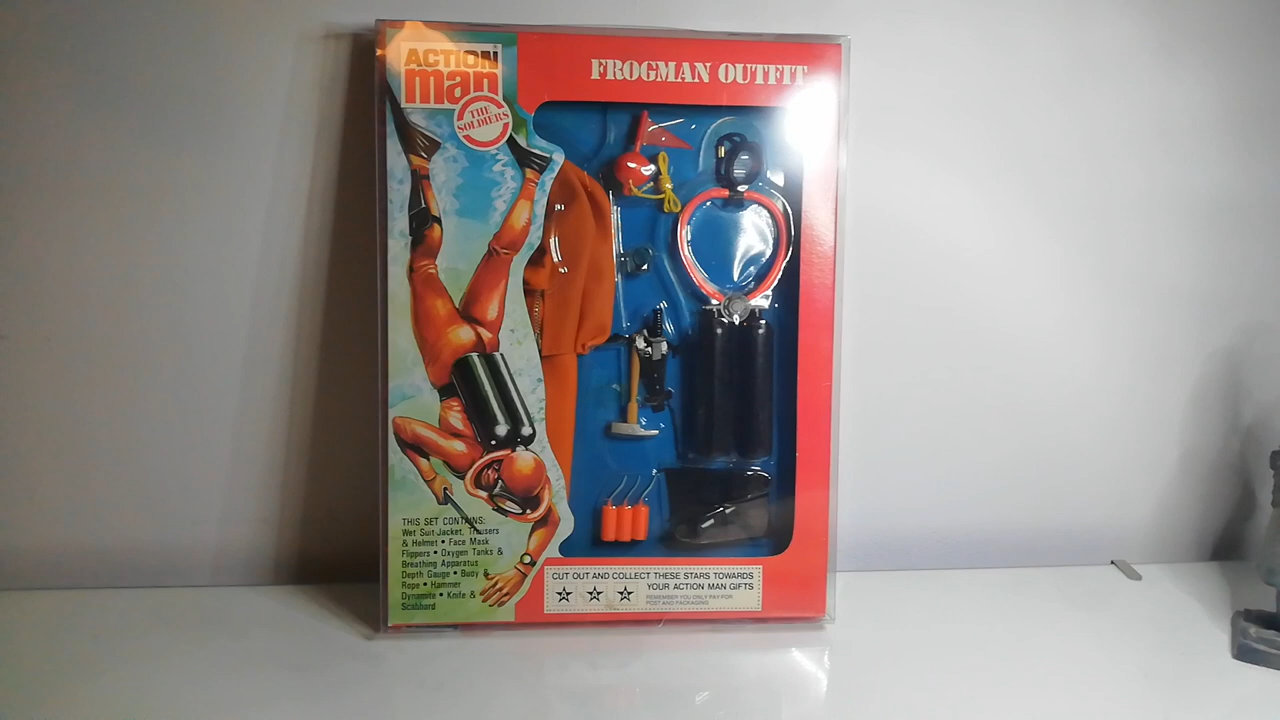 ACTION
man
THE
SOLDIERS
FROGMAN OUTFIT
THIS SET CONTAINS:
Wet Suit Jacket, Trousers
& Helmet • Face Mask
Flippers • Oxygen Tanks &
Breathing Apparatus
Depth Gauge • Buoy &
Rope • Hammer
Dynamite • Knife &
Scabbard
CUT OUT AND COLLECT THESE STARS TOWARDS
YOUR ACTION MAN GIFTS
REMEMBER YOU ONLY PAY FOR
POST AND PACKAGING